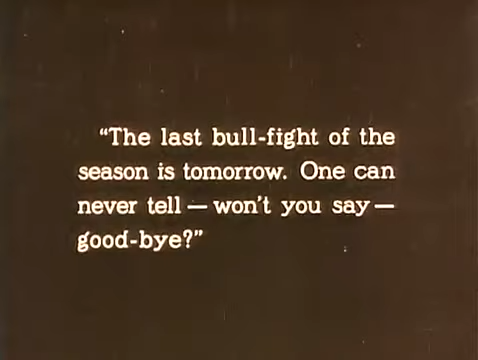 “The last bull-fight of the
season is tomorrow. One can
never tell — won't you say —
good-bye?”